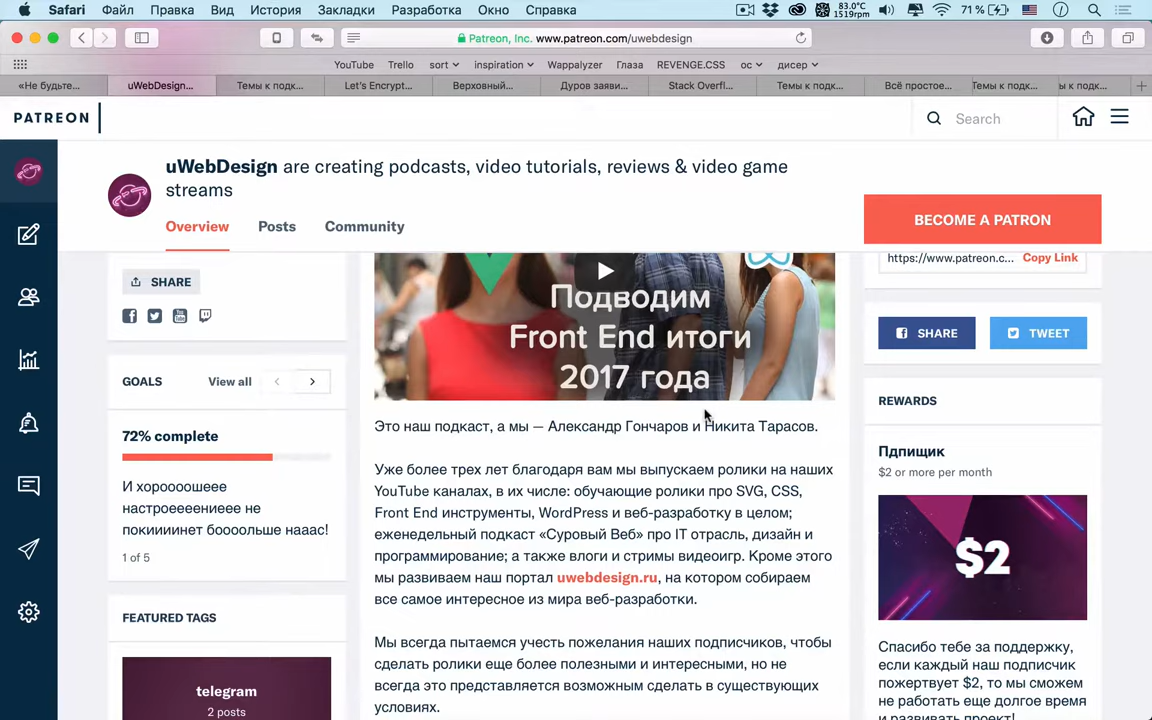 Safari Файл Правка Вид История Закладки Разработка Окно Справка 83.0°C 1519rpm 71 %
Patreon, Inc. www.patreon.com/uwebdesign
YouTube Trello sort inspiration Wappalyzer Глаза REVENGE.CSS ос дисер
«Не будьте... uWebDesign... Темы к подк... Let's Encrypt... Верховный... Дуров заяви... Stack Overfl... Темы к подк... Всё простое... Темы к подк... ы к подк...
PATREON Search
uWebDesign are creating podcasts, video tutorials, reviews & video game
streams
BECOME A PATRON
Overview Posts Community
https://www.patreon.c... Copy Link
SHARE
SHARE TWEET
Подводим
Front End итоги
2017 года
GOALS View all
72% complete
И хороооошеее
настроеееениеее не
покиииинет боооольше нааас!
1 of 5
FEATURED TAGS
telegram
2 posts
Это наш подкаст, а мы — Александр Гончаров и Никита Тарасов.
Уже более трех лет благодаря вам мы выпускаем ролики на наших
YouTube каналах, в их числе: обучающие ролики про SVG, CSS,
Front End инструменты, WordPress и веб-разработку в целом;
еженедельный подкаст «Суровый Веб» про IT отрасль, дизайн и
программирование; а также влоги и стримы видеоигр. Кроме этого
мы развиваем наш портал uwebdesign.ru, на котором собираем
все самое интересное из мира веб-разработки.
Мы всегда пытаемся учесть пожелания наших подписчиков, чтобы
сделать ролики еще более полезными и интересными, но не
всегда это представляется возможным сделать в существующих
условиях.
REWARDS
Пдпищик
$2 or more per month
$2
Спасибо тебе за поддержку,
если каждый наш подписчик
пожертвует $2, то мы сможем
не работать еще долгое время
и развивать проект!